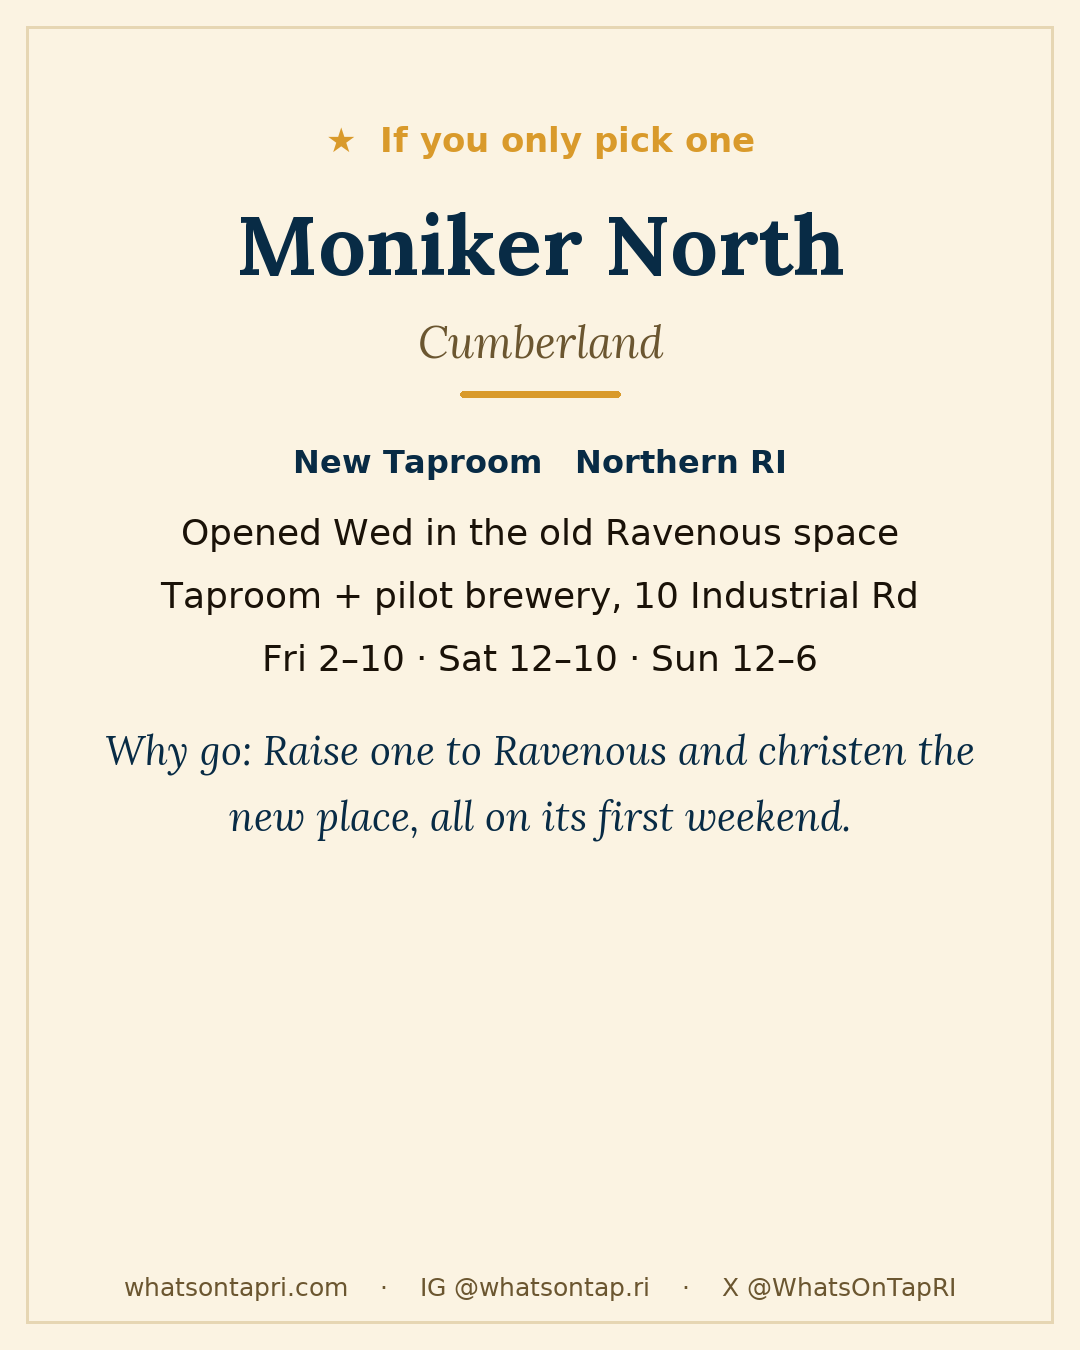 ★ If you only pick one
Moniker North
Cumberland
New Taproom Northern RI
Opened Wed in the old Ravenous space
Taproom + pilot brewery, 10 Industrial Rd
Fri 2–10 · Sat 12–10 · Sun 12–6
Why go: Raise one to Ravenous and christen the
new place, all on its first weekend.
whatsontapri.com · IG @whatsontap.ri · X @WhatsOnTapRI